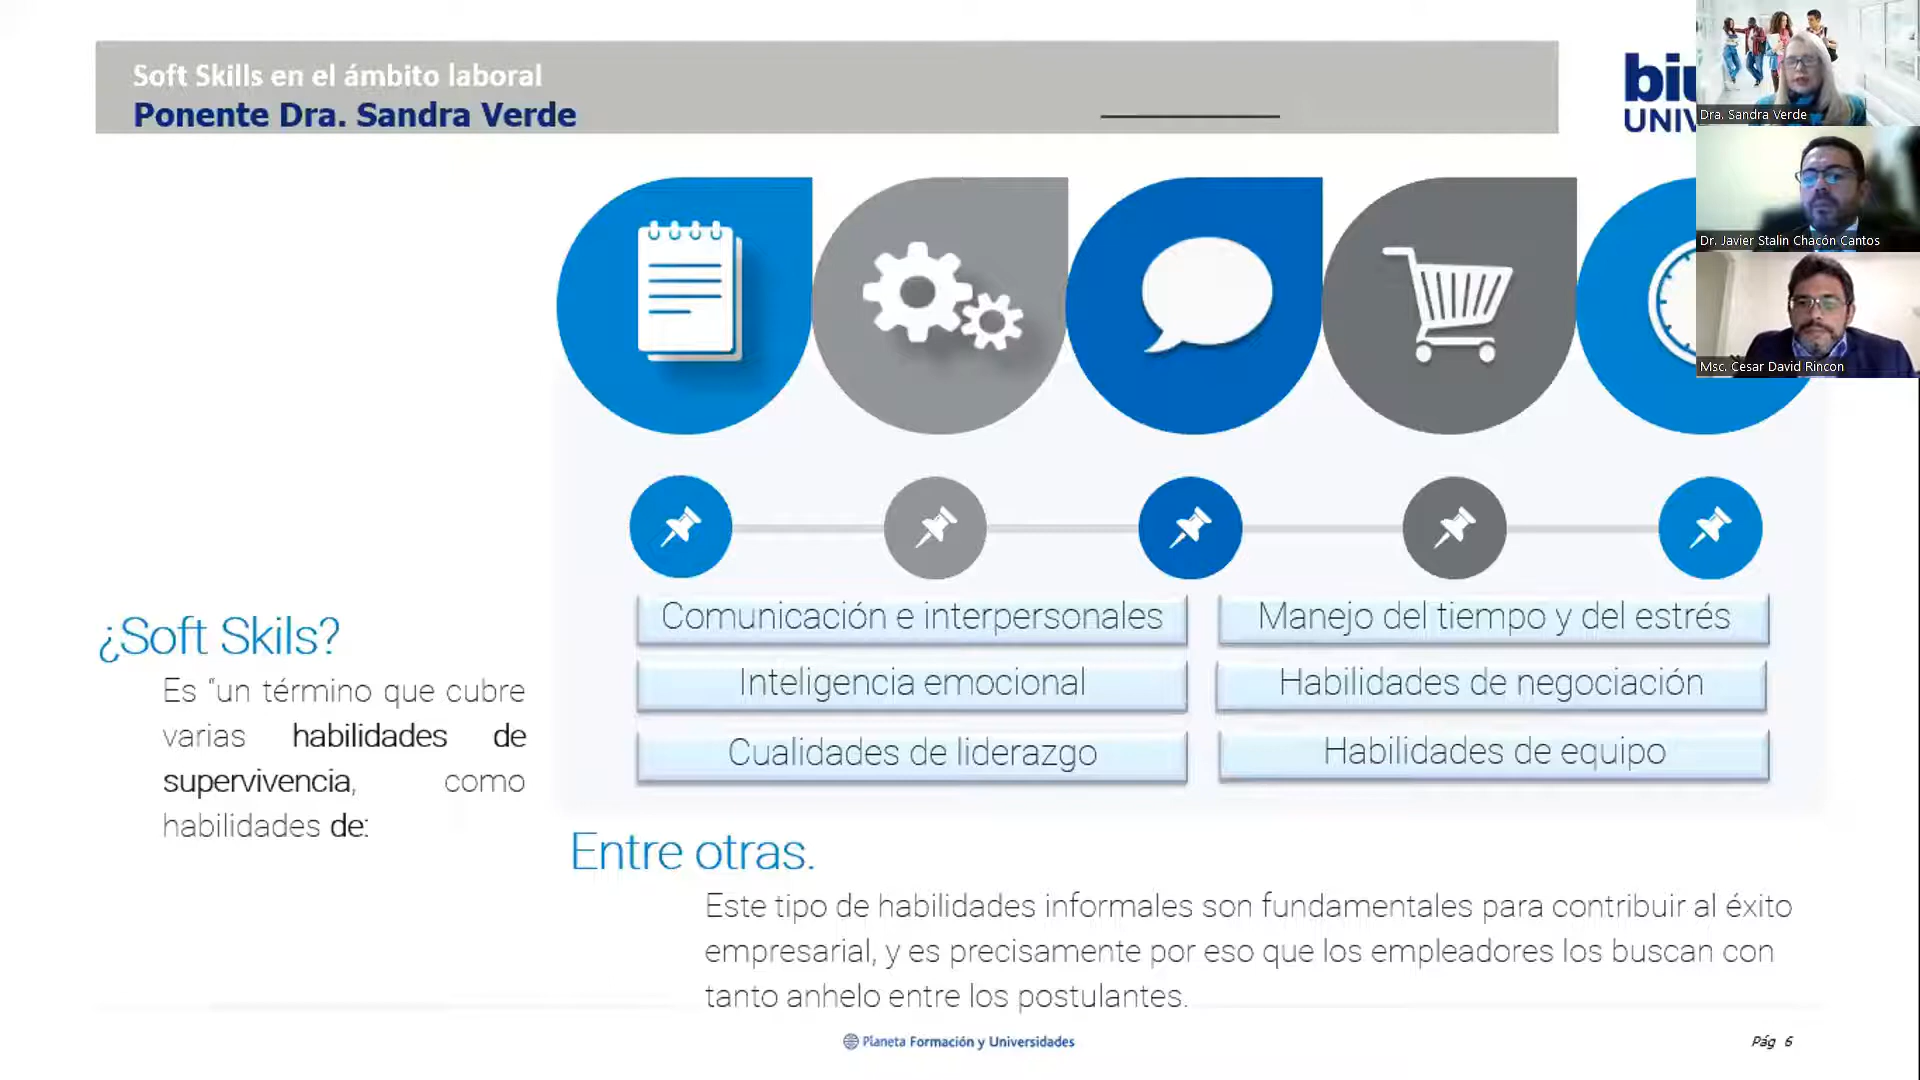 Soft Skills en el ámbito laboral
Ponente Dra. Sandra Verde
Dra. Sandra Verde
Dr. Javier Stalin Chacón Cantos
Msc. Cesar David Rincon
¿Soft Skils?
Es “un término que cubre
varias habilidades de
supervivencia, como
habilidades de:
Comunicación e interpersonales
Manejo del tiempo y del estrés
Inteligencia emocional
Habilidades de negociación
Cualidades de liderazgo
Habilidades de equipo
Entre otras.
Este tipo de habilidades informales son fundamentales para contribuir al éxito
empresarial, y es precisamente por eso que los empleadores los buscan con
tanto anhelo entre los postulantes.
Planeta Formación y Universidades
Pág 6